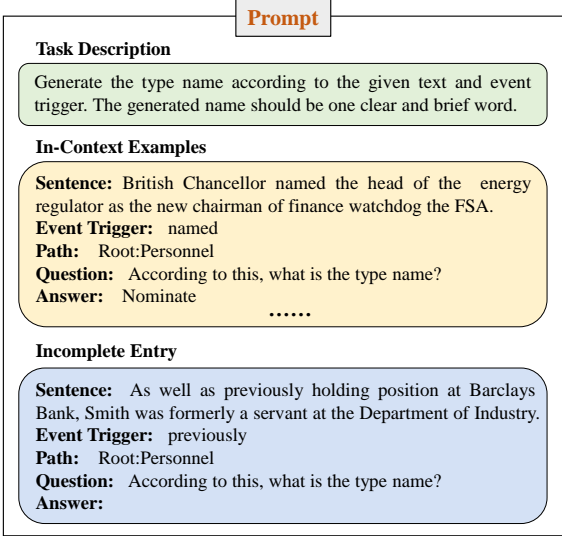 Prompt
Task Description
Generate the type name according to the given text and event
trigger. The generated name should be one clear and brief word.
In-Context Examples
Sentence: British Chancellor named the head of the energy
regulator as the new chairman of finance watchdog the FSA.
Event Trigger: named
Path: Root:Personnel
Question: According to this, what is the type name?
Answer: Nominate
......
Incomplete Entry
Sentence: As well as previously holding position at Barclays
Bank, Smith was formerly a servant at the Department of Industry.
Event Trigger: previously
Path: Root:Personnel
Question: According to this, what is the type name?
Answer: